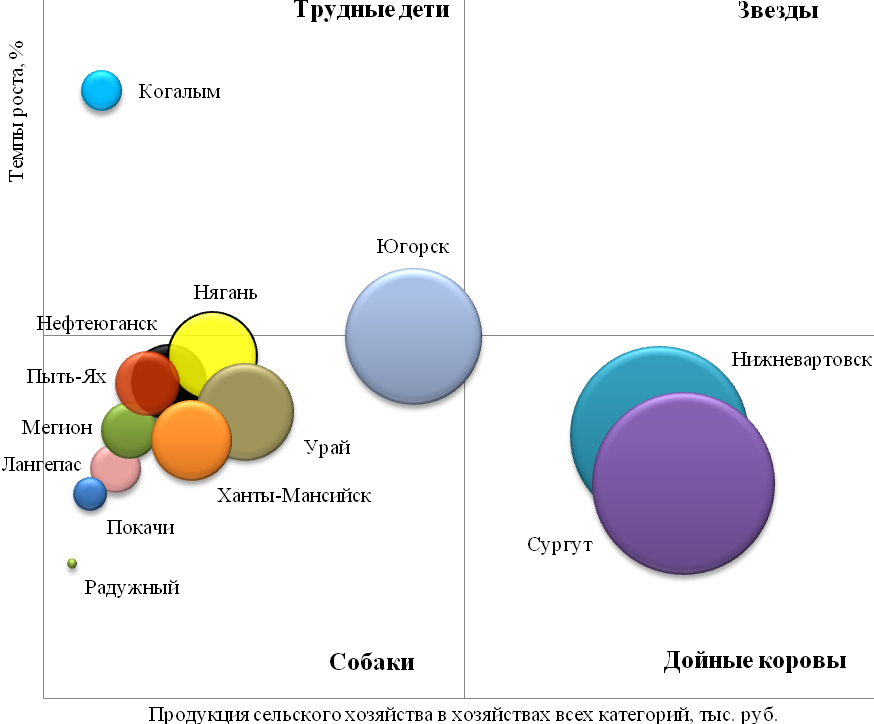 Трудные дети
Звезды
Темпы роста, %
Когалым
Югорск
Нягань
Нефтеюганск
Нижневартовск
Пыть-Ях
Мегион
Урай
Лангепас
Ханты-Мансийск
Покачи
Сургут
Радужный
Собаки
Дойные коровы
Продукция сельского хозяйства в хозяйствах всех категорий, тыс. руб.